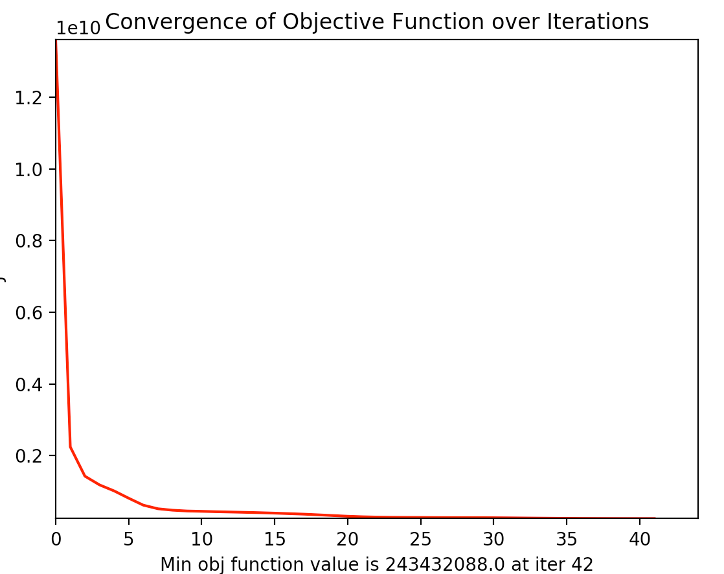 1e10 Convergence of Objective Function over Iterations
1.2
1.0
0.8
0.6
0.4
0.2
0 5 10 15 20 25 30 35 40
Min obj function value is 243432088.0 at iter 42